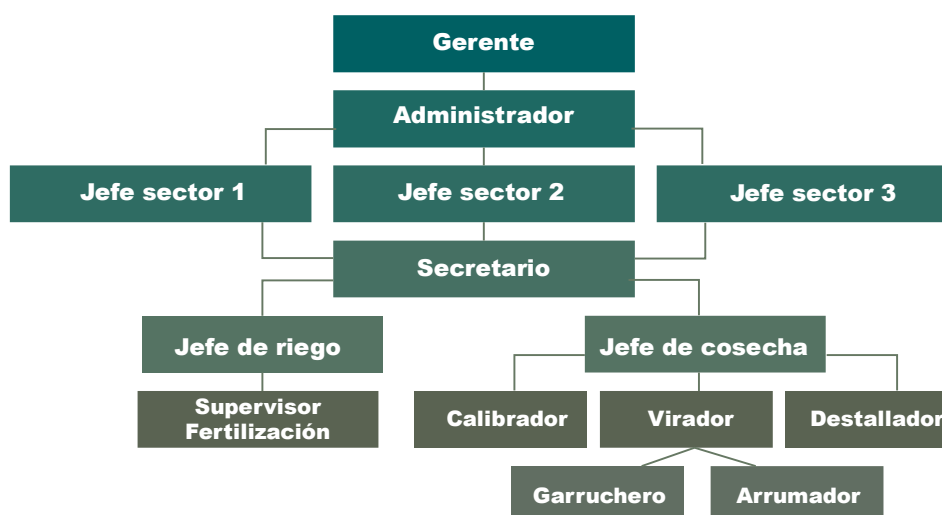 Gerente
Administrador
Jefe sector 1
Jefe sector 2
Jefe sector 3
Secretario
Jefe de riego
Jefe de cosecha
Supervisor
Fertilización
Calibrador
Virador
Destallador
Garruchero
Arrumador